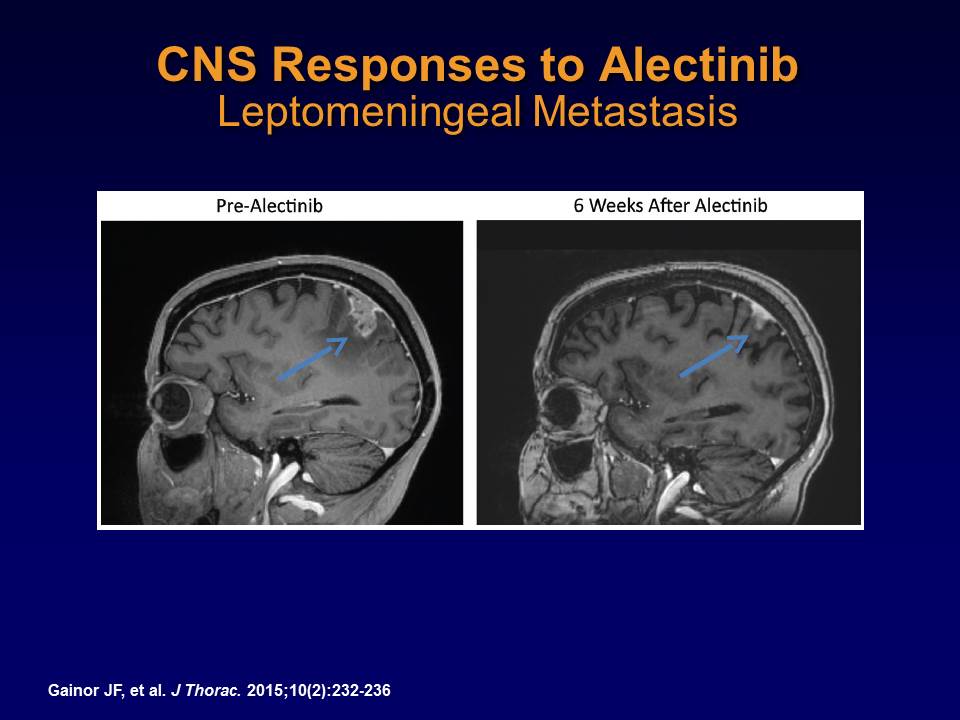 CNS Responses to Alectinib
Leptomeningeal Metastasis
Pre-Alectinib
6 Weeks After Alectinib
Gainor JF, et al. J Thorac. 2015;10(2):232-236